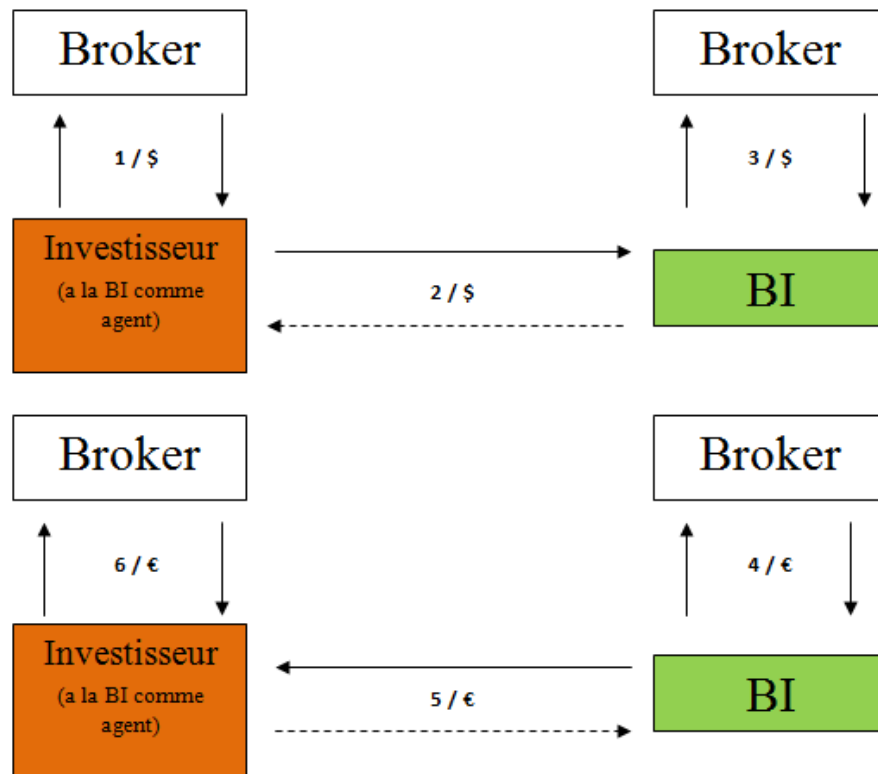 Broker
Broker
1 / $
3 / $
Investisseur
(a la BI comme
agent)
2 / $
BI
Broker
Broker
6 / €
4 / €
Investisseur
(a la BI comme
agent)
5 / €
BI